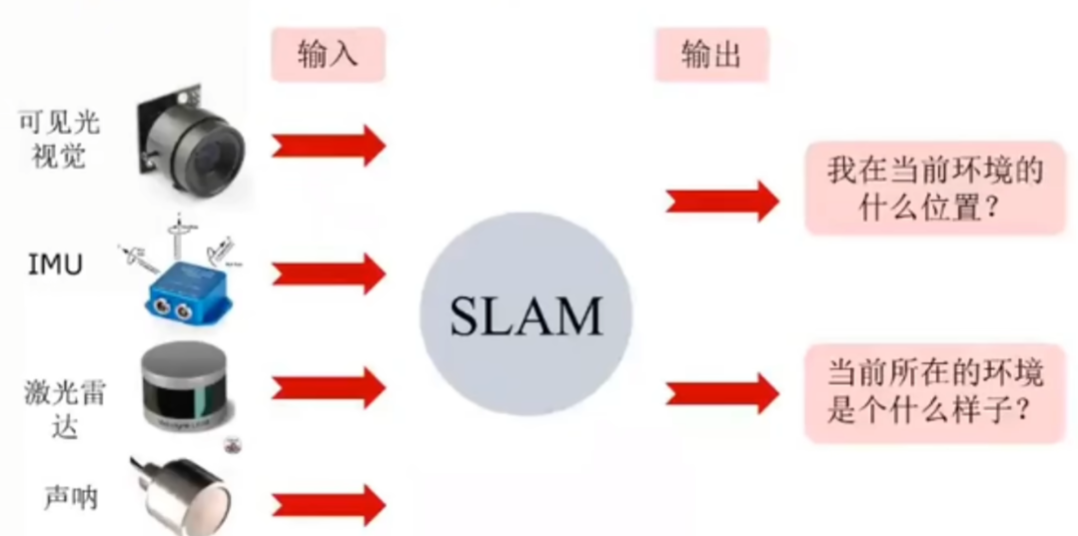 输入
输出
可见光
视觉
IMU
激光雷
达
声呐
SLAM
我在当前环境的
什么位置？
当前所在的环境
是个什么样子？